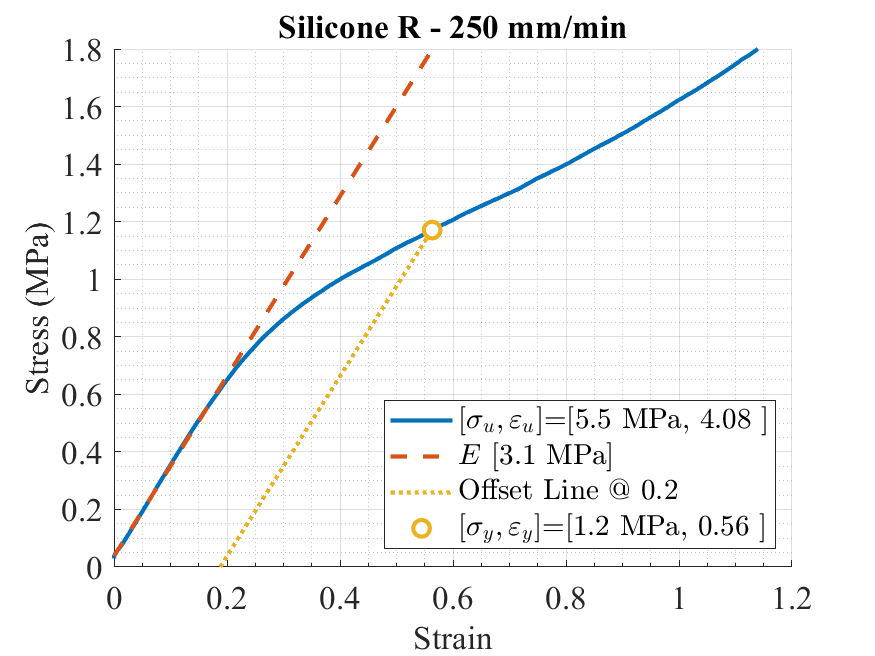 Silicone R - 250 mm/min
Stress (MPa)
1.8
1.6
1.4
1.2
1
0.8
0.6
0.4
0.2
0
[σu, εu]=[5.5 MPa, 4.08 ]
E [3.1 MPa]
Offset Line @ 0.2
[σy, εy]=[1.2 MPa, 0.56 ]
0 0.2 0.4 0.6 0.8 1 1.2
Strain